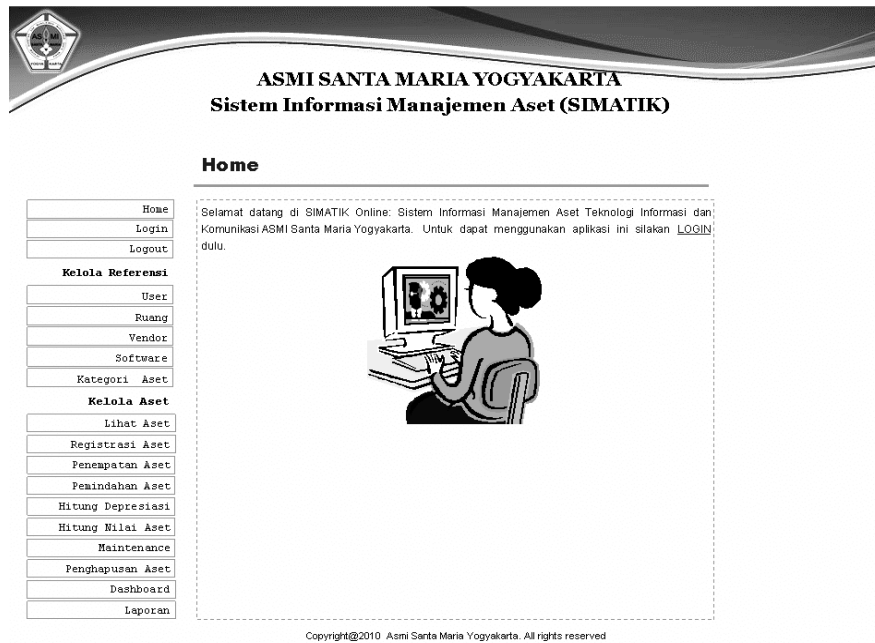 AS MI
ASMI SANTA MARIA YOGYAKARTA
Sistem Informasi Manajemen Aset (SIMATIK)
Home
Home
Login
Logout
Kelola Referensi
User
Ruang
Vendor
Software
Kategori Aset
Kelola Aset
Lihat Aset
Registrasi Aset
Penempatan Aset
Pemindahan Aset
Hitung Depresiasi
Hitung Nilai Aset
Maintenance
Penghapusan Aset
Dashboard
Laporan
Selamat datang di SIMATIK Online: Sistem Informasi Manajemen Aset Teknologi Informasi dan
Komunikasi ASMI Santa Maria Yogyakarta. Untuk dapat menggunakan aplikasi ini silakan LOGIN
dulu.
Copyright@2010 Asmi Santa Maria Yogyakarta. All rights reserved